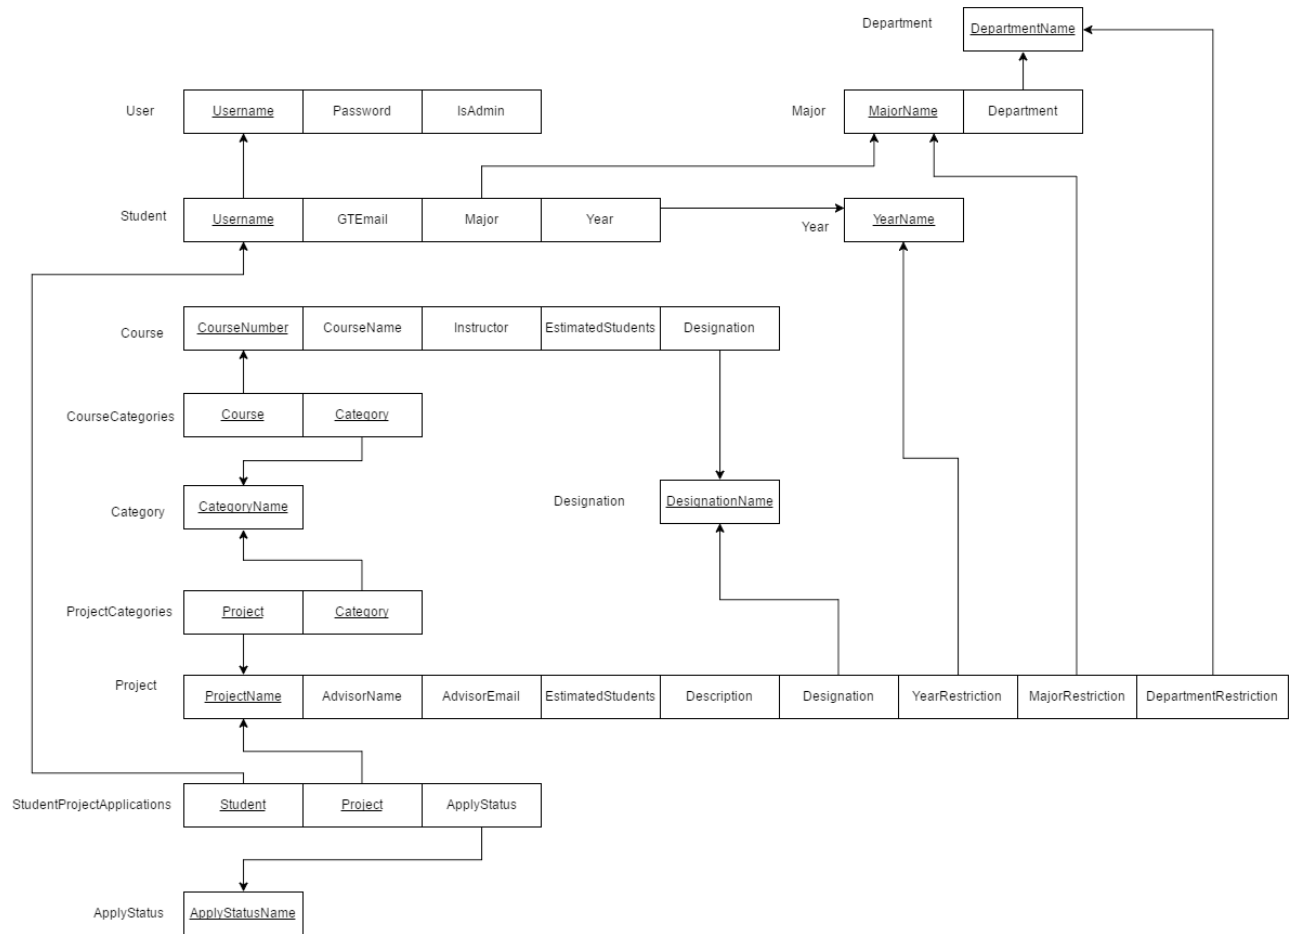 Department
DepartmentName
User
Username
Password
IsAdmin
Major
MajorName
Department
Student
Username
GTEmail
Major
Year
Year
YearName
Course
CourseNumber
CourseName
Instructor
EstimatedStudents
Designation
CourseCategories
Course
Category
Category
CategoryName
Designation
DesignationName
ProjectCategories
Project
Category
Project
ProjectName
AdvisorName
AdvisorEmail
EstimatedStudents
Description
Designation
YearRestriction
MajorRestriction
DepartmentRestriction
StudentProjectApplications
Student
Project
ApplyStatus
ApplyStatus
ApplyStatusName